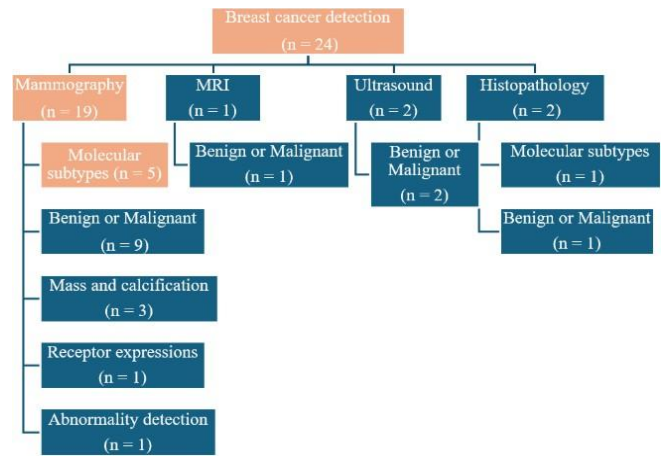 Breast cancer detection
(n = 24)
Mammography
(n = 19)
MRI
(n = 1)
Ultrasound
(n = 2)
Histopathology
(n = 2)
Molecular
subtypes (n = 5)
Benign or Malignant
(n = 1)
Benign or
Malignant
(n = 2)
Molecular subtypes
(n = 1)
Benign or Malignant
(n = 9)
Benign or Malignant
(n = 1)
Mass and calcification
(n = 3)
Receptor expressions
(n = 1)
Abnormality detection
(n = 1)